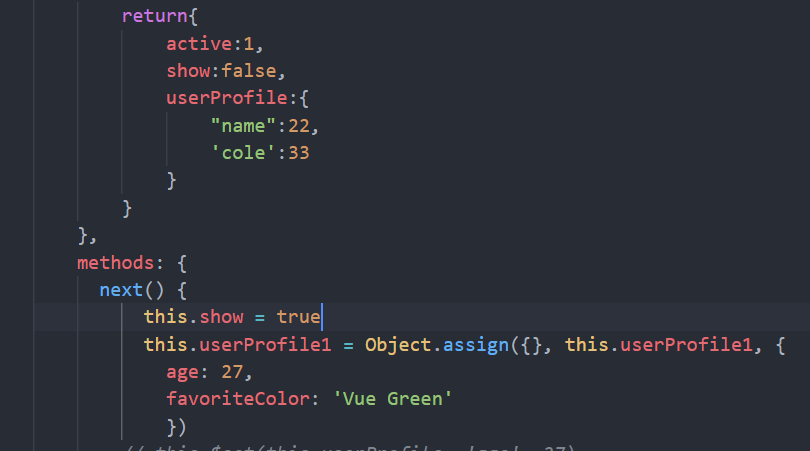 return{
active:1,
show:false,
userProfile:{
"name":22,
'cole':33
}
}
},
methods: {
next() {
this.show = true
this.userProfile1 = Object.assign({}, this.userProfile1, {
age: 27,
favoriteColor: 'Vue Green'
})